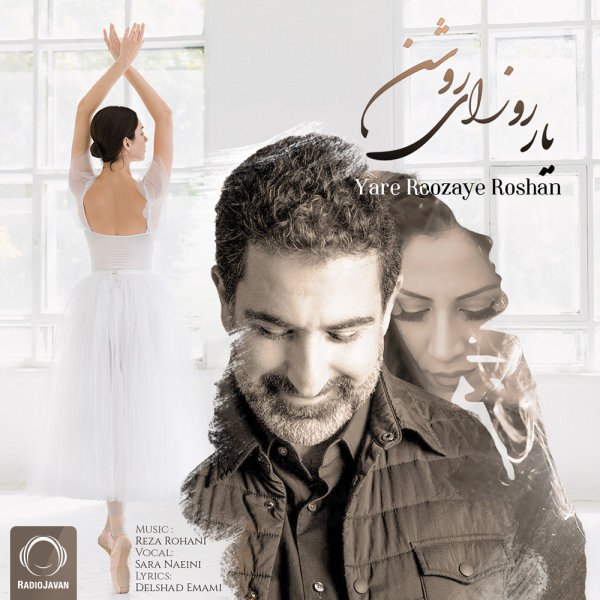 یار روزای روشن
Yare Roozaye Roshan
Music :
Reza Rohani
Vocal:
Sara Naeini
Lyrics:
Delshad Emami
RadioJavan